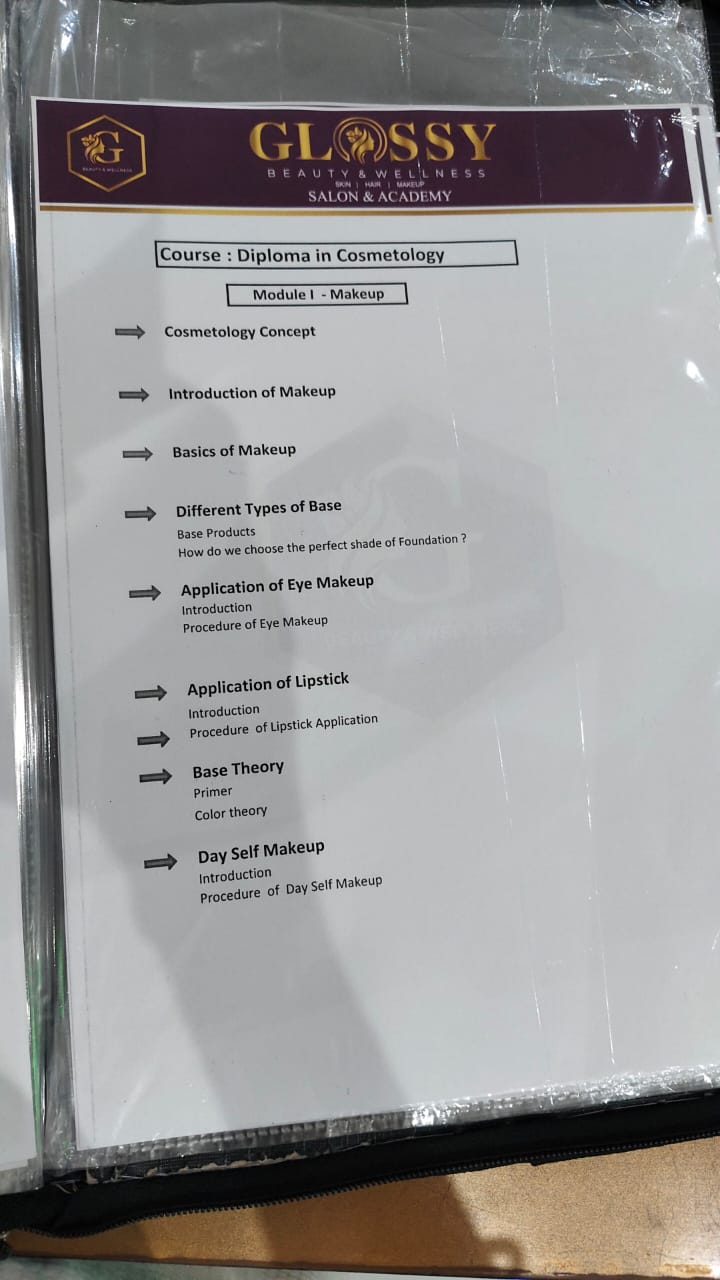 G
BEAUTY & WELLNESS
GLOSSY
BEAUTY & WELLNESS
SKIN | HAIR | MAKEUP
SALON & ACADEMY
Course : Diploma in Cosmetology
Module I - Makeup
Cosmetology Concept
Introduction of Makeup
Basics of Makeup
Different Types of Base
Base Products
How do we choose the perfect shade of Foundation ?
Application of Eye Makeup
Introduction
Procedure of Eye Makeup
Application of Lipstick
Introduction
Procedure of Lipstick Application
Base Theory
Primer
Color theory
Day Self Makeup
Introduction
Procedure of Day Self Makeup